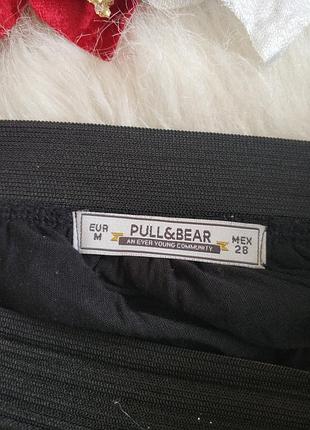 EUR
M
PULL&BEAR
AN EVER YOUNG COMMUNITY
MEX
28